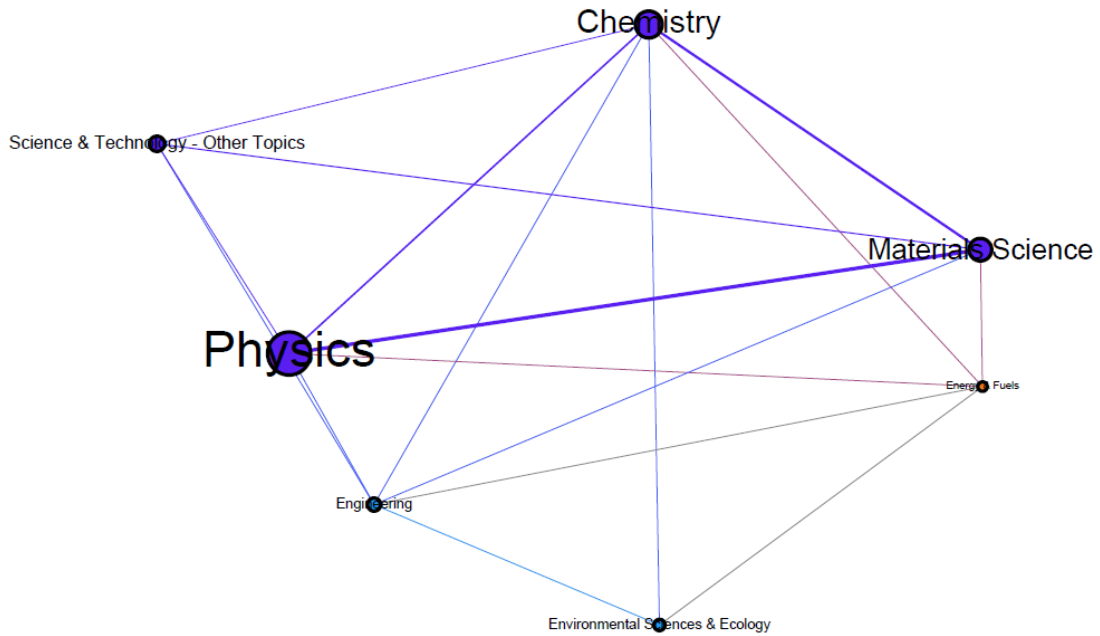 Chemistry
Science & Technology - Other Topics
Materials Science
Physics
Energy & Fuels
Engineering
Environmental Sciences & Ecology